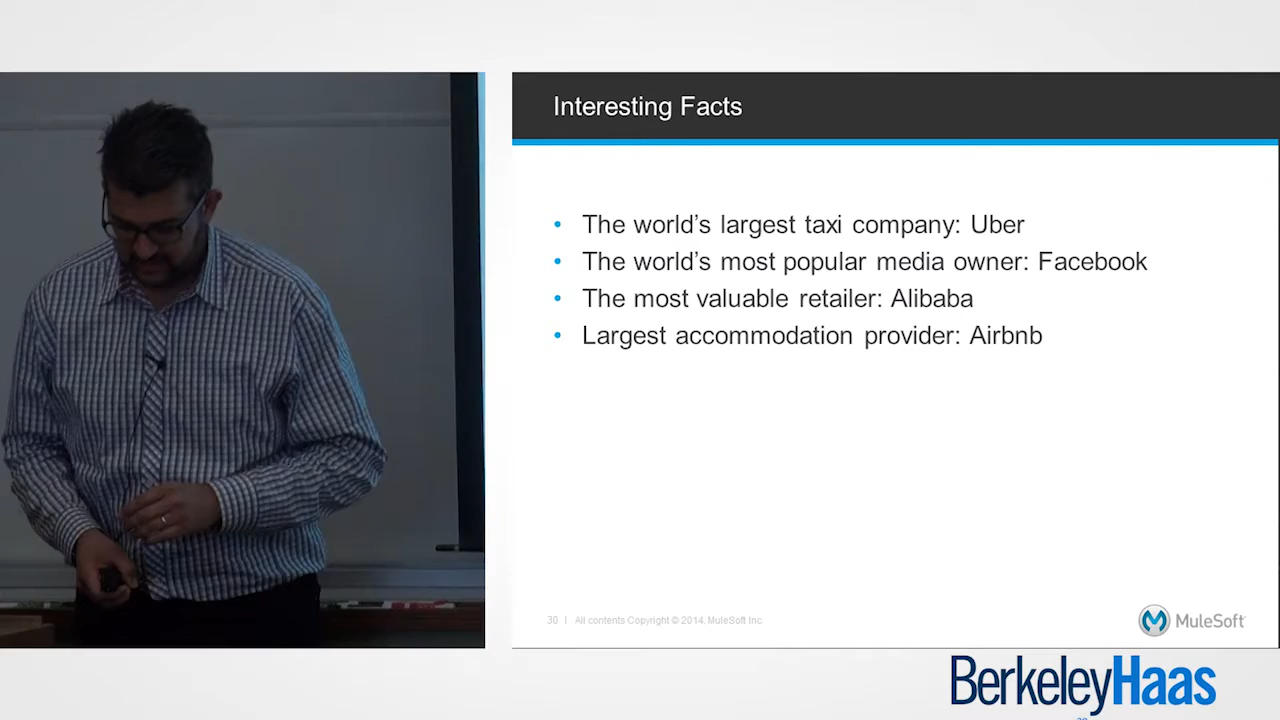 Interesting Facts
• The world's largest taxi company: Uber
• The world's most popular media owner: Facebook
• The most valuable retailer: Alibaba
• Largest accommodation provider: Airbnb
30 | All contents Copyright © 2014, MuleSoft Inc.
MuleSoft
BerkeleyHaas